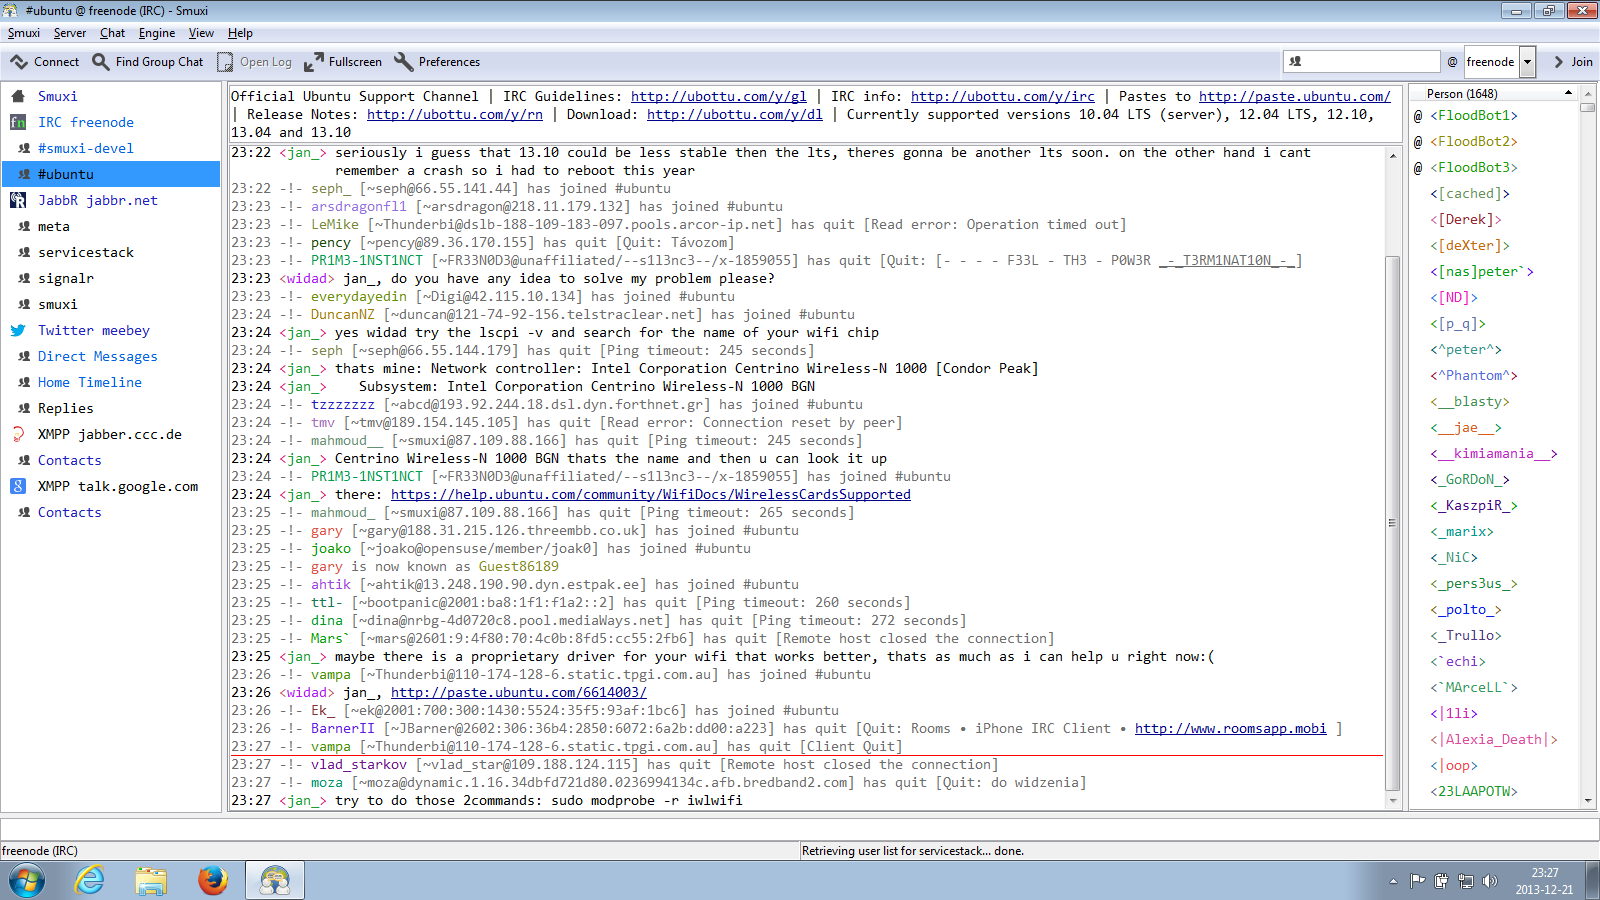 #ubuntu @ freenode (IRC) - Smuxi
Smuxi Server Chat Engine View Help
Connect Find Group Chat Open Log Fullscreen Preferences @ freenode Join
Smuxi
IRC freenode
#smuxi-devel
#ubuntu
JabbR jabbr.net
meta
servicestack
signalr
smuxi
Twitter meebey
Direct Messages
Home Timeline
Replies
XMPP jabber.ccc.de
Contacts
XMPP talk.google.com
Contacts
Official Ubuntu Support Channel | IRC Guidelines: http://ubottu.com/y/gl | IRC info: http://ubottu.com/y/irc | Pastes to http://paste.ubuntu.com/
| Release Notes: http://ubottu.com/y/rn | Download: http://ubottu.com/y/dl | Currently supported versions 10.04 LTS (server), 12.04 LTS, 12.10,
13.04 and 13.10
23:22 <jan_> seriously i guess that 13.10 could be less stable then the lts, theres gonna be another lts soon. on the other hand i cant
remember a crash so i had to reboot this year
23:22 -!- seph_ [~seph@66.55.141.44] has joined #ubuntu
23:23 -!- arsdragonfl1 [~arsdragon@218.11.179.132] has joined #ubuntu
23:23 -!- LeMike [~Thunderbi@dslb-188-109-183-097.pools.arcor-ip.net] has quit [Read error: Operation timed out]
23:23 -!- pency [~pency@89.36.170.155] has quit [Quit: Távozom]
23:23 -!- PR1M3-1NST1NCT [~FR33N0D3@unaffiliated/--s1l3nc3--/x-1859055] has quit [Quit: [- - - - F33L - TH3 - P0W3R _-_T3RM1NAT10N_-_]
23:23 <widad> jan_, do you have any idea to solve my problem please?
23:23 -!- everydayedin [~Digi@42.115.10.134] has joined #ubuntu
23:24 -!- DuncanNZ [~duncan@121-74-92-156.telstraclear.net] has joined #ubuntu
23:24 <jan_> yes widad try the lscpi -v and search for the name of your wifi chip
23:24 -!- seph [~seph@66.55.144.179] has quit [Ping timeout: 245 seconds]
23:24 <jan_> thats mine: Network controller: Intel Corporation Centrino Wireless-N 1000 [Condor Peak]
23:24 <jan_> Subsystem: Intel Corporation Centrino Wireless-N 1000 BGN
23:24 -!- tzzzzzzz [~abcd@193.92.244.18.dsl.dyn.forthnet.gr] has joined #ubuntu
23:24 -!- tmv [~tmv@189.154.145.105] has quit [Read error: Connection reset by peer]
23:24 -!- mahmoud__ [~smuxi@87.109.88.166] has quit [Ping timeout: 245 seconds]
23:24 <jan_> Centrino Wireless-N 1000 BGN thats the name and then u can look it up
23:24 -!- PR1M3-1NST1NCT [~FR33N0D3@unaffiliated/--s1l3nc3--/x-1859055] has joined #ubuntu
23:24 <jan_> there: https://help.ubuntu.com/community/WifiDocs/WirelessCardsSupported
23:25 -!- mahmoud_ [~smuxi@87.109.88.166] has quit [Ping timeout: 265 seconds]
23:25 -!- gary [~gary@188.31.215.126.threembb.co.uk] has joined #ubuntu
23:25 -!- joako [~joako@opensuse/member/joak0] has joined #ubuntu
23:25 -!- gary is now known as Guest86189
23:25 -!- ahtik [~ahtik@13.248.190.90.dyn.estpak.ee] has joined #ubuntu
23:25 -!- ttl- [~bootpanic@2001:ba8:1f1:f1a2::2] has quit [Ping timeout: 260 seconds]
23:25 -!- dina [~dina@nrbg-4d0720c8.pool.mediaWays.net] has quit [Ping timeout: 272 seconds]
23:25 -!- Mars` [~mars@2601:9:4f80:70:4c0b:8fd5:cc55:2fb6] has quit [Remote host closed the connection]
23:25 <jan_> maybe there is a proprietary driver for your wifi that works better, thats as much as i can help u right now:(
23:26 -!- vampa [~Thunderbi@110-174-128-6.static.tpgi.com.au] has joined #ubuntu
23:26 <widad> jan_, http://paste.ubuntu.com/6614003/
23:26 -!- Ek_ [~ek@2001:700:300:1430:5524:35f5:93af:1bc6] has joined #ubuntu
23:26 -!- BarnerII [~JBarner@2602:306:36b4:2850:6072:6a2b:dd00:a223] has quit [Quit: Rooms • iPhone IRC Client • http://www.roomsapp.mobi ]
23:27 -!- vampa [~Thunderbi@110-174-128-6.static.tpgi.com.au] has quit [Client Quit]
23:27 -!- vlad_starkov [~vlad_star@109.188.124.115] has quit [Remote host closed the connection]
23:27 -!- moza [~moza@dynamic.1.16.34dbfd721d80.0236994134c.afb.bredband2.com] has quit [Quit: do widzenia]
23:27 <jan_> try to do those 2commands: sudo modprobe -r iwlwifi
Person (1648)
@ <FloodBot1>
@ <FloodBot2>
@ <FloodBot3>
<[cached]>
<[Derek]>
<[deXter]>
<[nas]peter`>
<[ND]>
<[p_q]>
<^peter^>
<^Phantom^>
<__blasty>
<__jae__>
<__kimiamania__>
<_GoRDoN_>
<_KaszpiR_>
<_marix>
<_NiC>
<_pers3us_>
<_polto_>
<_Trullo>
<`echi>
<`MArceLL`>
<|1li>
<|Alexia_Death|>
<|oop>
<23LAAPOTW>
freenode (IRC)
Retrieving user list for servicestack... done.
23:27
2013-12-21